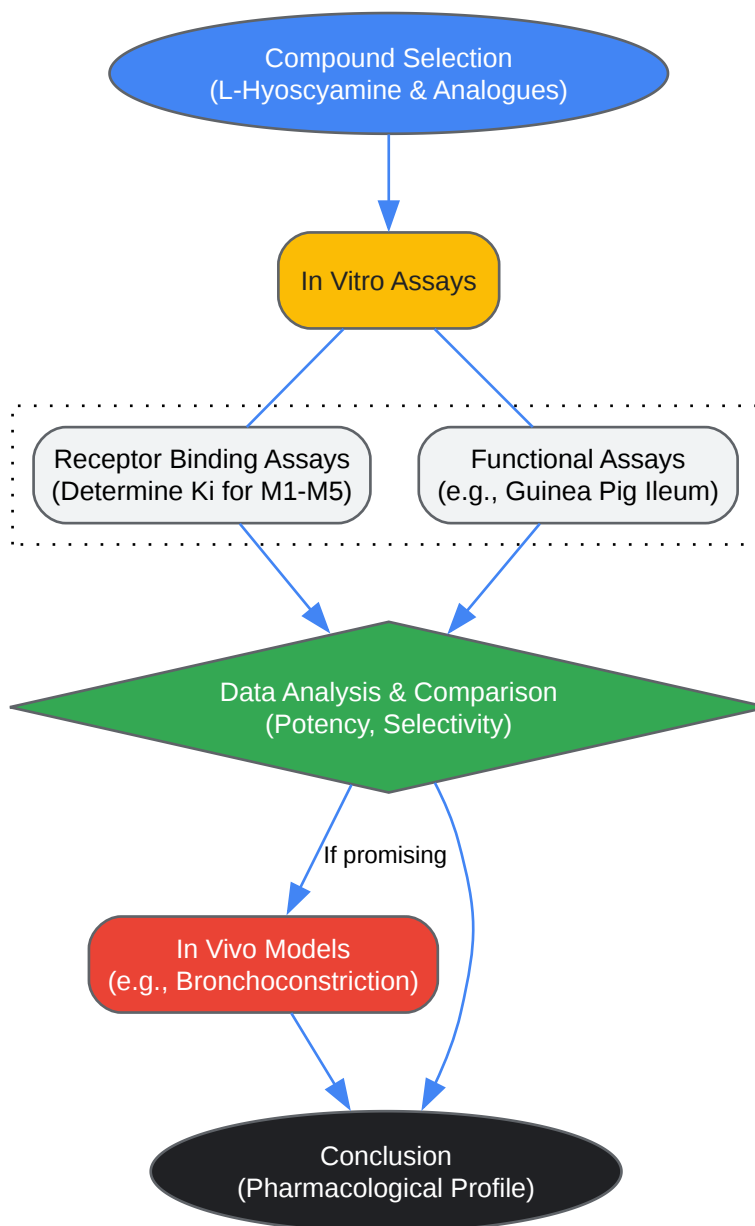 Compound Selection
(L-Hyoscyamine & Analogues)
In Vitro Assays
Receptor Binding Assays
(Determine Ki for M1-M5)
Functional Assays
(e.g., Guinea Pig Ileum)
Data Analysis & Comparison
(Potency, Selectivity)
If promising
In Vivo Models
(e.g., Bronchoconstriction)
Conclusion
(Pharmacological Profile)